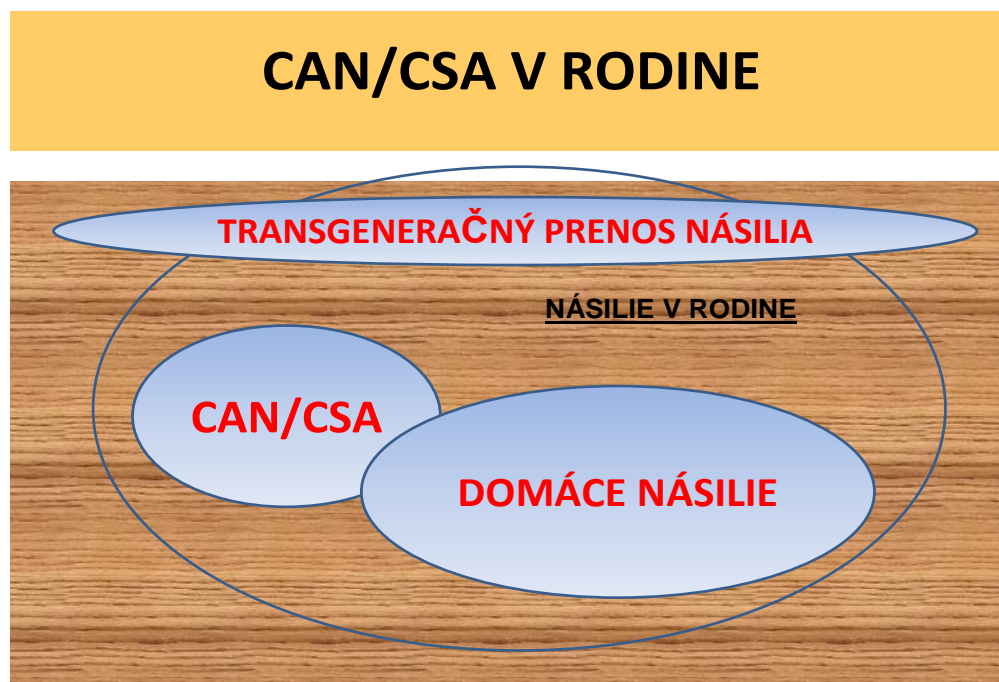 CAN/CSA V RODINE
TRANSGENERAČNÝ PRENOS NÁSILIA
NÁSILIE V RODINE
CAN/CSA
DOMÁCE NÁSILIE